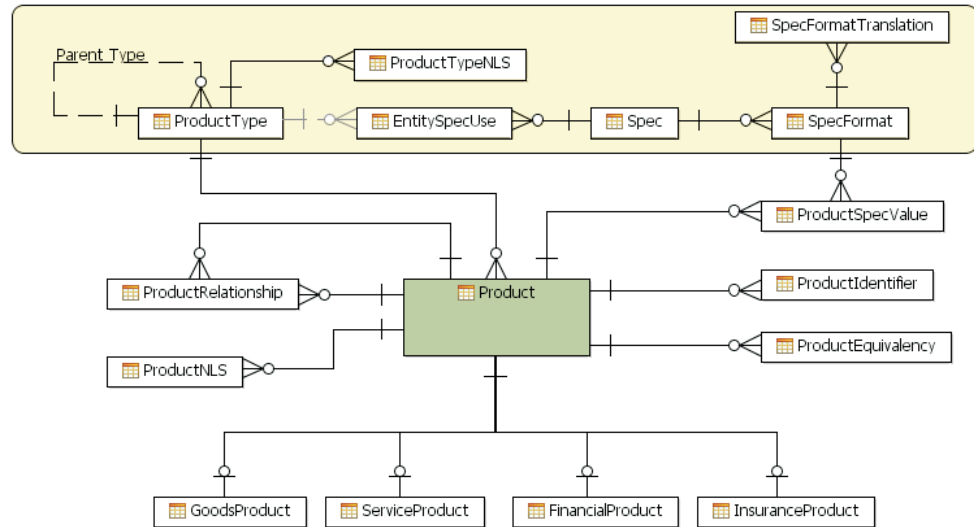 SpecFormatTranslation
Parent Type
ProductTypeNLS
ProductType
EntitySpecUse
Spec
SpecFormat
ProductSpecValue
ProductRelationship
Product
ProductIdentifier
ProductEquivalency
ProductNLS
GoodsProduct
ServiceProduct
FinancialProduct
InsuranceProduct